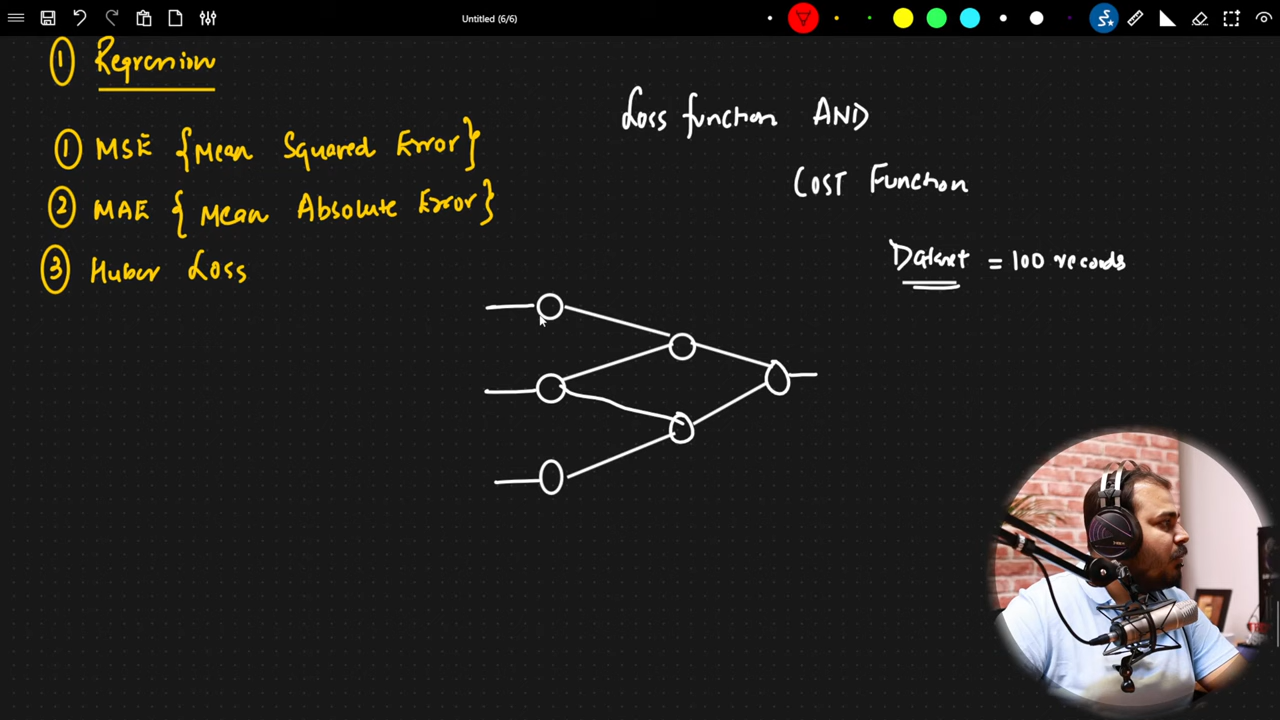 Untitled (6/6)
① Regression
① MSE {Mean Squared Error}
② MAE {Mean Absolute Error}
③ Huber Loss
Loss function AND
COST Function
Dataset = 100 records